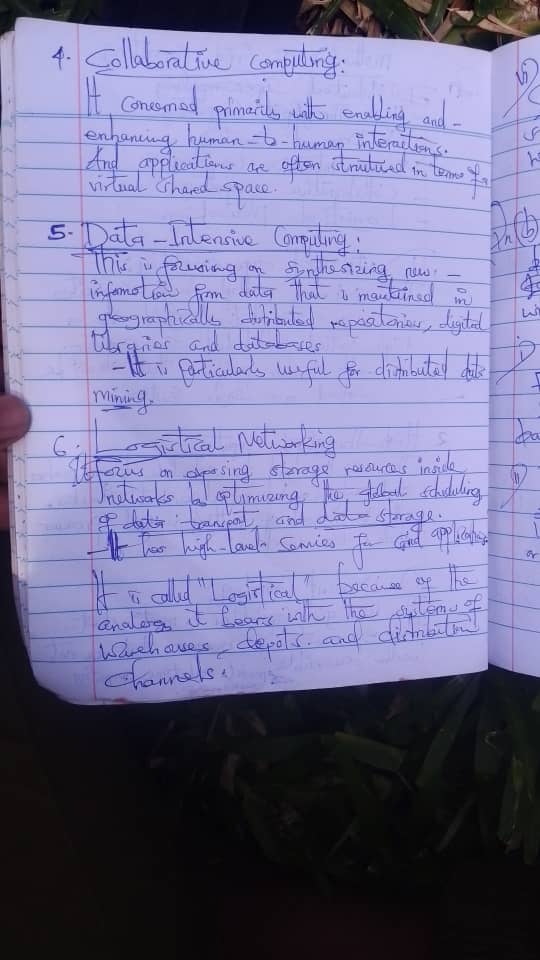 4. Collaborative Computing:
It Concerned primarily with enabling and -
enhancing human-to-human interactions.
And applications are often structured in terms of a
virtual shared space.
5. Data-Intensive Computing:
This is focusing on synthesizing new -
information from data that is maintained in
geographically distributed repositories, digital
libraries and databases
- It is particularly useful for distributed data
mining.
6. Logistical Networking
It focus on exposing storage resources inside
networks by optimizing the global scheduling
of data transport, and data storage.
- It has high-level services for Grid applications
It is called "Logistical" because of the
analogy it bears with the systems of
Warehouses, depots and distribution
Channels.
(b)